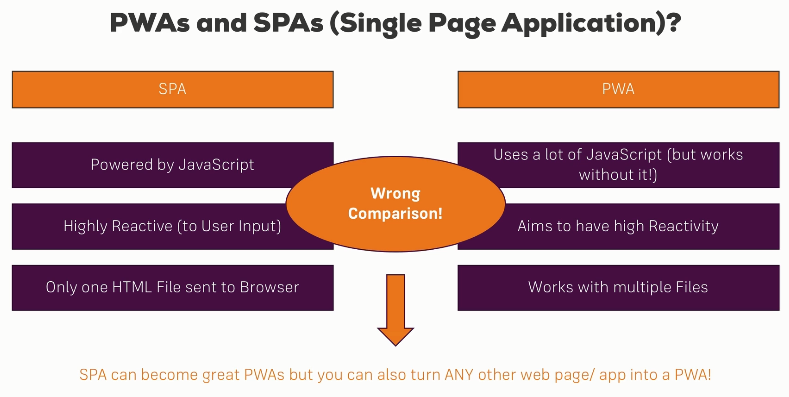 PWAs and SPAs (Single Page Application)?
SPA
PWA
Powered by JavaScript
Uses a lot of JavaScript (but works
without it!)
Wrong
Comparison!
Highly Reactive (to User Input)
Aims to have high Reactivity
Only one HTML File sent to Browser
Works with multiple Files
SPA can become great PWAs but you can also turn ANY other web page/ app into a PWA!